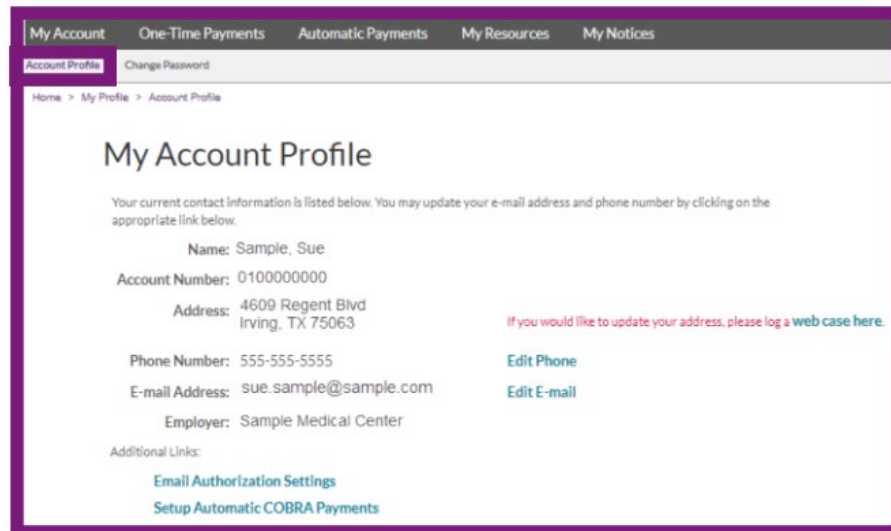 My Account One-Time Payments Automatic Payments My Resources My Notices
Account Profile Change Password
Home > My Profile > Account Profile
My Account Profile
Your current contact information is listed below. You may update your e-mail address and phone number by clicking on the
appropriate link below.
Name: Sample, Sue
Account Number: 0100000000
Address: 4609 Regent Blvd
Irving, TX 75063
If you would like to update your address, please log a web case here.
Phone Number: 555-555-5555 Edit Phone
E-mail Address: sue.sample@sample.com Edit E-mail
Employer: Sample Medical Center
Additional Links:
Email Authorization Settings
Setup Automatic COBRA Payments